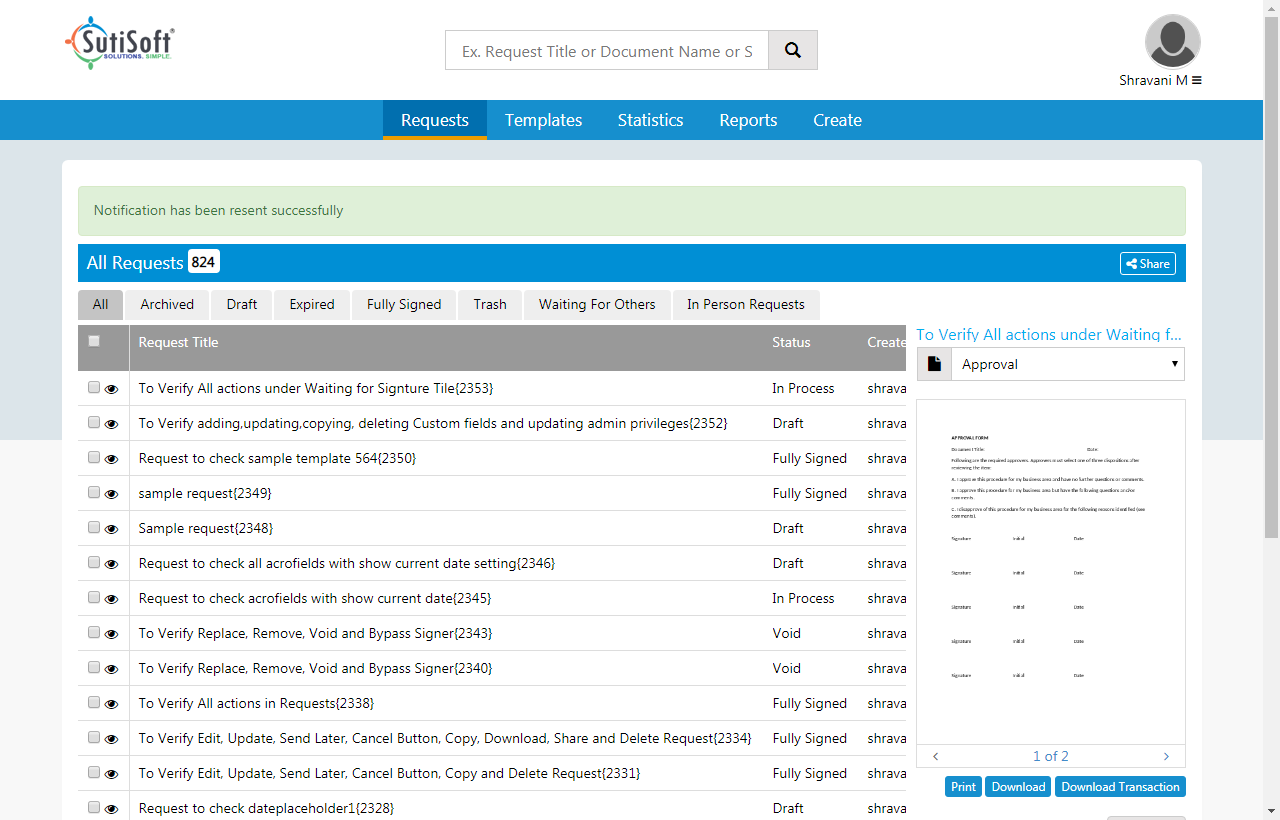 SutiSoft®
SOLUTIONS. SIMPLE.
Ex. Request Title or Document Name or S
Shravani M
Requests Templates Statistics Reports Create
Notification has been resent successfully
All Requests 824
Share
All Archived Draft Expired Fully Signed Trash Waiting For Others In Person Requests
Request Title Status Create
To Verify All actions under Waiting for Signture Tile{2353} In Process shrava
To Verify adding,updating,copying, deleting Custom fields and updating admin privileges{2352} Draft shrava
Request to check sample template 564{2350} Fully Signed shrava
sample request{2349} Fully Signed shrava
Sample request{2348} Draft shrava
Request to check all acrofields with show current date setting{2346} Draft shrava
Request to check acrofields with show current date{2345} In Process shrava
To Verify Replace, Remove, Void and Bypass Signer{2343} Void shrava
To Verify Replace, Remove, Void and Bypass Signer{2340} Void shrava
To Verify All actions in Requests{2338} Fully Signed shrava
To Verify Edit, Update, Send Later, Cancel Button, Copy, Download, Share and Delete Request{2334} Fully Signed shrava
To Verify Edit, Update, Send Later, Cancel Button, Copy and Delete Request{2331} Fully Signed shrava
Request to check dateplaceholder1{2328} Draft shrava
To Verify All actions under Waiting f...
Approval
APPROVAL FORM
Document Title: Date:
Following are the required approvers. Approvers must select one of three dispositions after
reviewing the item:
A. I approve this procedure for my business area and have no further questions or comments.
B. I approve this procedure for my business area but have the following questions and/or
comments.
C. I disapprove of this procedure for my business area for the following reasons identified (see
comments).
Signature Initial Date
Signature Initial Date
Signature Initial Date
Signature Initial Date
Signature Initial Date
1 of 2
Print Download Download Transaction